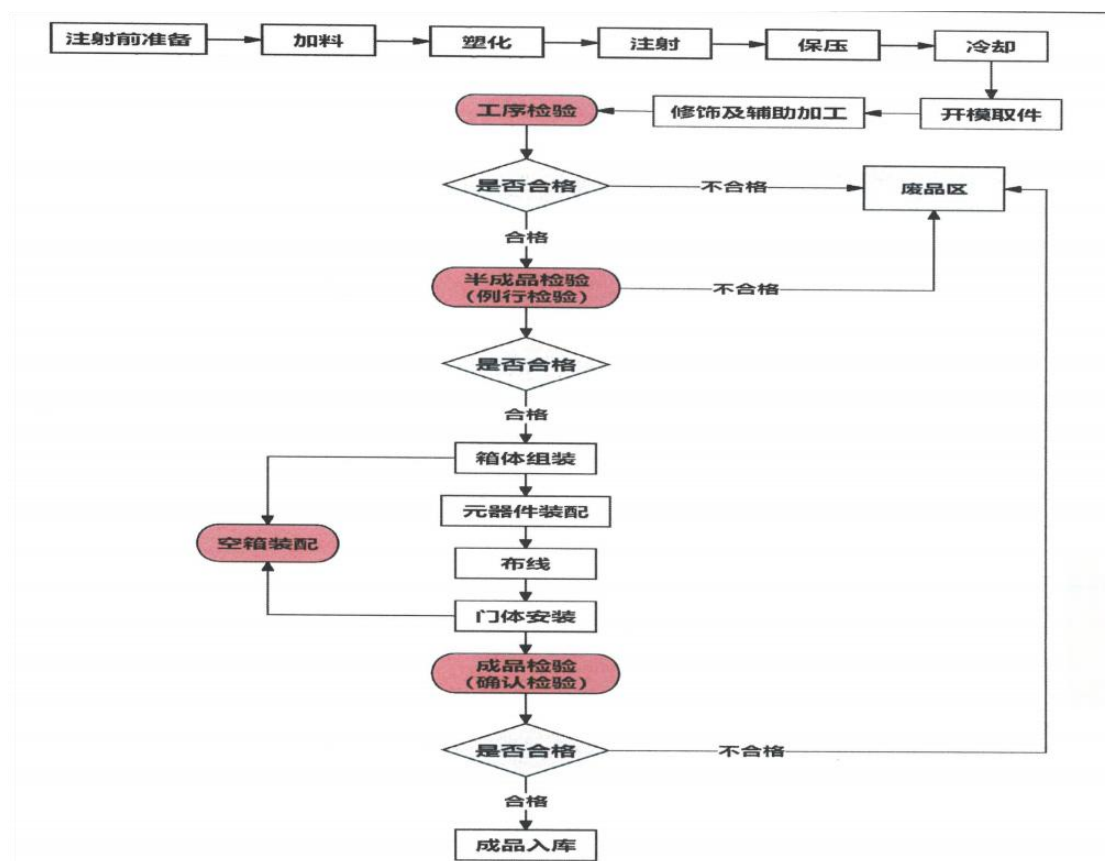 注射前准备
加料
塑化
注射
保压
冷却
工序检验
修饰及辅助加工
开模取件
是否合格
不合格
废品区
合格
半成品检验
(例行检验)
不合格
是否合格
合格
箱体组装
元器件装配
空箱装配
布线
门体安装
成品检验
(确认检验)
是否合格
不合格
合格
成品入库